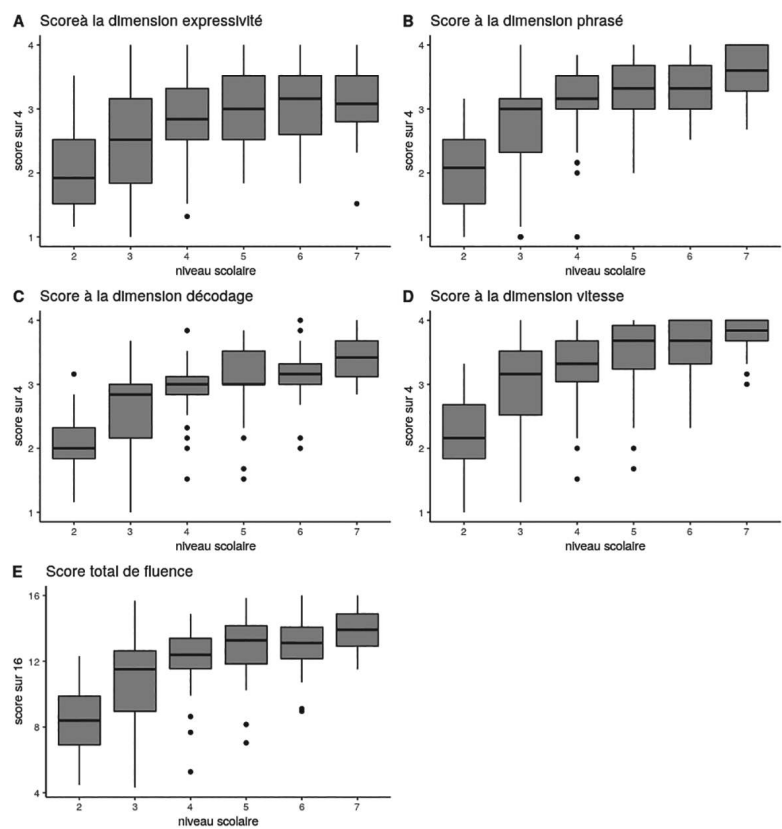 A Scoreà la dimension expressivité
4
3
2
1
score sur 4
2 3 4 5 6 7
niveau scolaire
B Score à la dimension phrasé
4
3
2
1
score sur 4
2 3 4 5 6 7
niveau scolaire
C Score à la dimension décodage
4
3
2
1
score sur 4
2 3 4 5 6 7
niveau scolaire
D Score à la dimension vitesse
4
3
2
1
score sur 4
2 3 4 5 6 7
niveau scolaire
E Score total de fluence
16
12
8
4
score sur 16
2 3 4 5 6 7
niveau scolaire